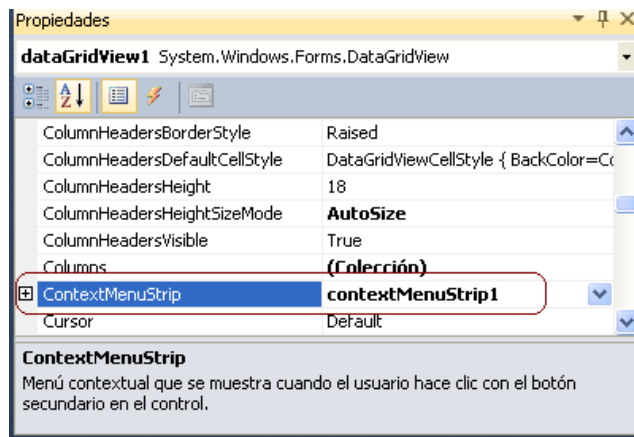 Propiedades
dataGridView1 System.Windows.Forms.DataGridView
ColumnHeadersBorderStyle Raised
ColumnHeadersDefaultCellStyle DataGridViewCellStyle { BackColor=Co
ColumnHeadersHeight 18
ColumnHeadersHeightSizeMode AutoSize
ColumnHeadersVisible True
Columns (Colección)
ContextMenuStrip contextMenuStrip1
Cursor Default
ContextMenuStrip
Menú contextual que se muestra cuando el usuario hace clic con el botón
secundario en el control.